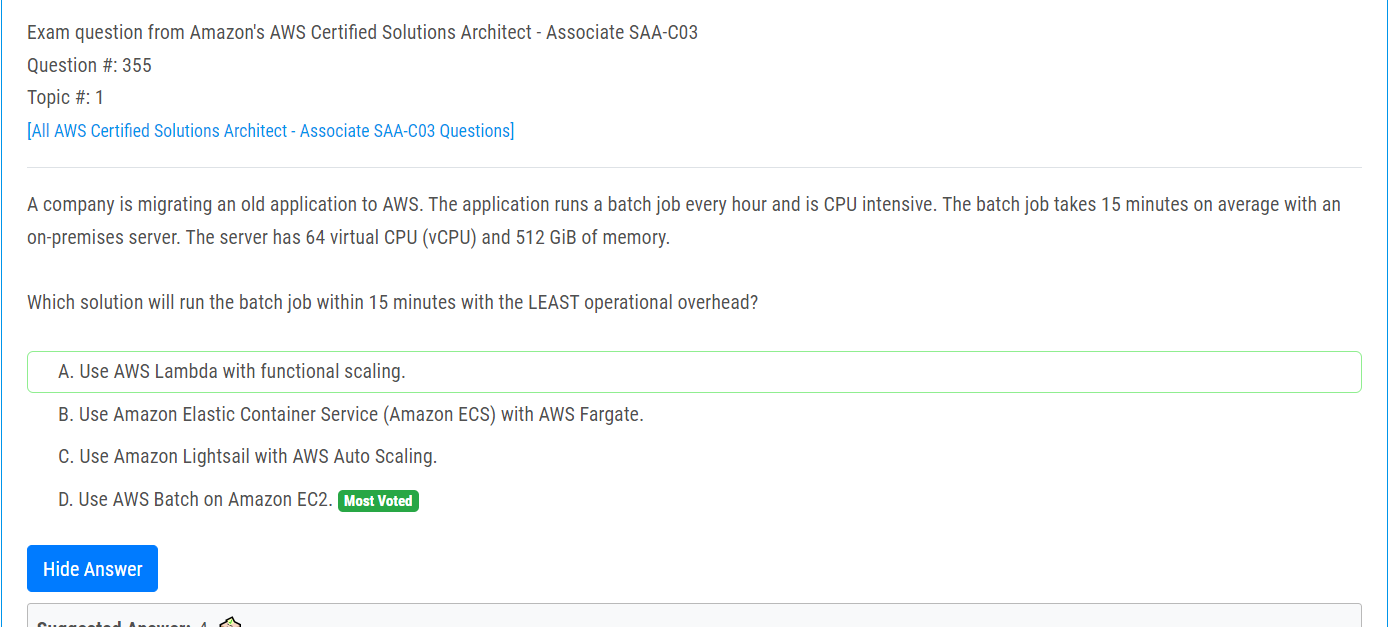 Exam question from Amazon's AWS Certified Solutions Architect - Associate SAA-C03
Question #: 355
Topic #: 1
[All AWS Certified Solutions Architect - Associate SAA-C03 Questions]
A company is migrating an old application to AWS. The application runs a batch job every hour and is CPU intensive. The batch job takes 15 minutes on average with an
on-premises server. The server has 64 virtual CPU (vCPU) and 512 GiB of memory.
Which solution will run the batch job within 15 minutes with the LEAST operational overhead?
A. Use AWS Lambda with functional scaling.
B. Use Amazon Elastic Container Service (Amazon ECS) with AWS Fargate.
C. Use Amazon Lightsail with AWS Auto Scaling.
D. Use AWS Batch on Amazon EC2. Most Voted
Hide Answer
Suggested Answer: A